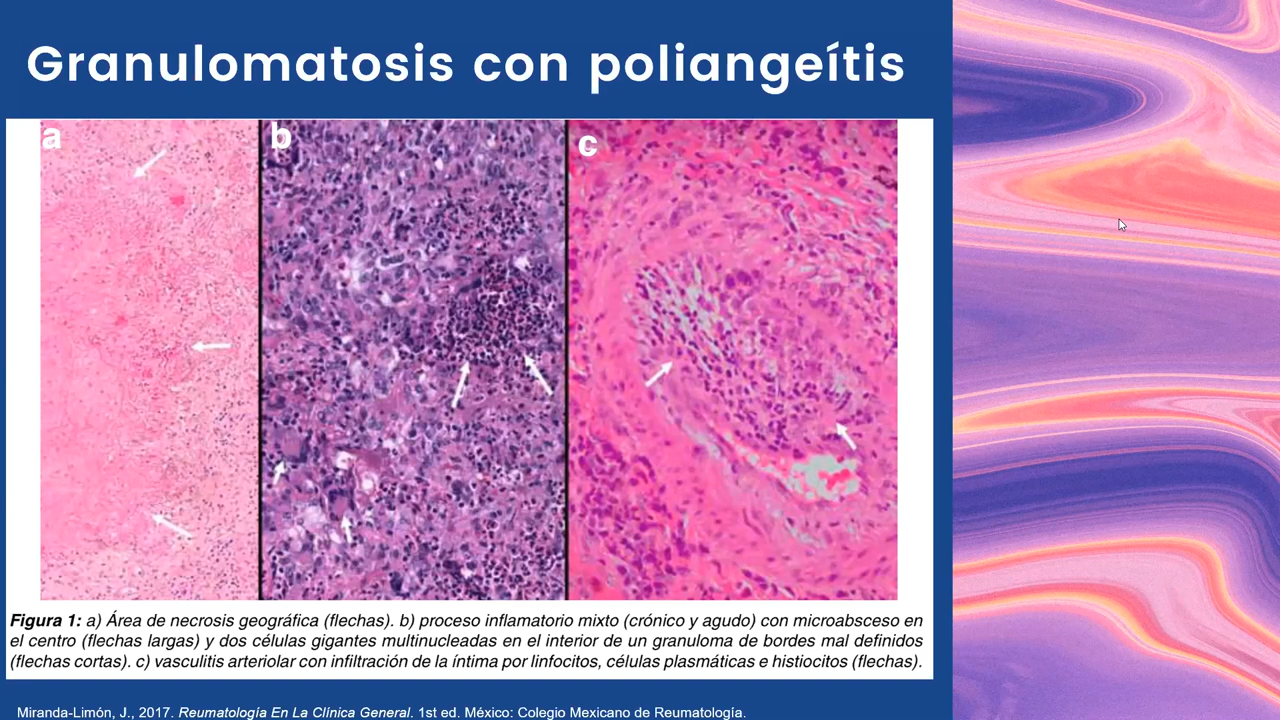 Granulomatosis con poliangeítis
a
b
c
Figura 1: a) Área de necrosis geográfica (flechas). b) proceso inflamatorio mixto (crónico y agudo) con microabsceso en
el centro (flechas largas) y dos células gigantes multinucleadas en el interior de un granuloma de bordes mal definidos
(flechas cortas). c) vasculitis arteriolar con infiltración de la íntima por linfocitos, células plasmáticas e histiocitos (flechas).
Miranda-Limón, J., 2017. Reumatología En La Clínica General. 1st ed. México: Colegio Mexicano de Reumatología.